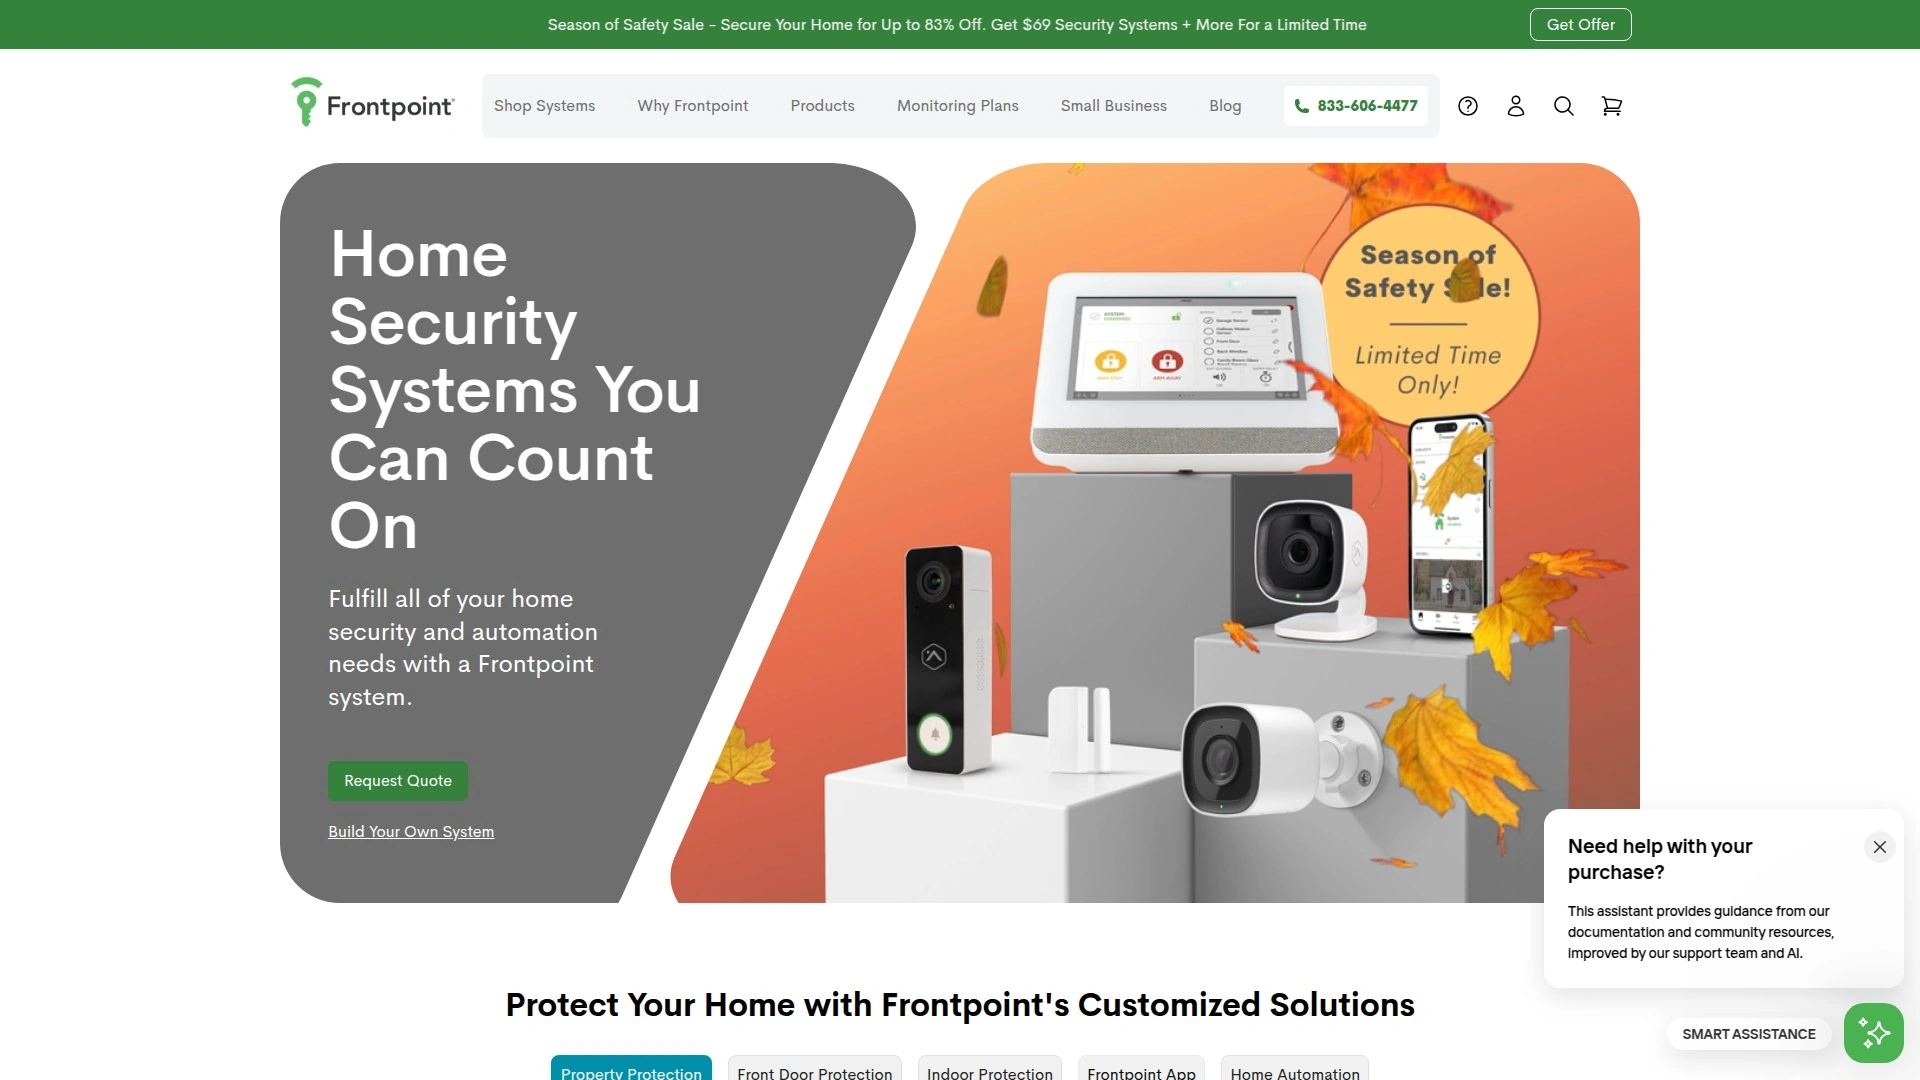 Season of Safety Sale - Secure Your Home for Up to 83% Off. Get $69 Security Systems + More For a Limited Time
Get Offer
Frontpoint
Shop Systems
Why Frontpoint
Products
Monitoring Plans
Small Business
Blog
833-606-4477
Home
Security
Systems You
Can Count
On
Fulfill all of your home
security and automation
needs with a Frontpoint
system.
Request Quote
Build Your Own System
Season of
Safety Sale!
Limited Time
Only!
Need help with your
purchase?
This assistant provides guidance from our
documentation and community resources,
improved by our support team and AI.
SMART ASSISTANCE
Protect Your Home with Frontpoint's Customized Solutions
Property Protection
Front Door Protection
Indoor Protection
Frontpoint App
Home Automation